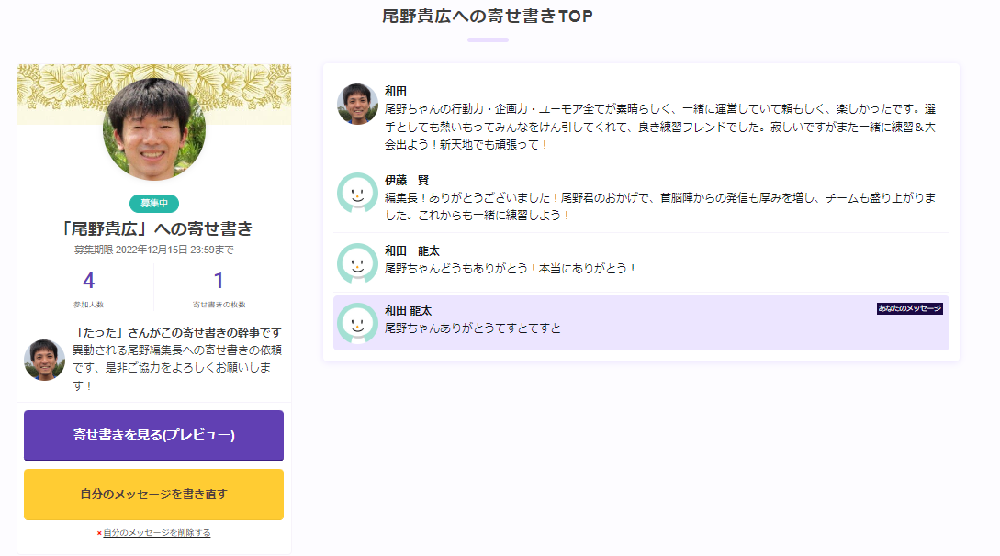 尾野貴広への寄せ書きTOP
募集中
「尾野貴広」への寄せ書き
募集期限 2022年12月15日 23:59まで
4
参加人数
1
寄せ書きの枚数
「たった」さんがこの寄せ書きの幹事です
異動される尾野編集長への寄せ書きの依頼
です、是非ご協力をよろしくお願いしま
す！
寄せ書きを見る(プレビュー)
自分のメッセージを書き直す
×自分のメッセージを削除する
和田
尾野ちゃんの行動力・企画力・ユーモア全てが素晴らしく、一緒に運営していて頼もしく、楽しかったです。選
手としても熱いもってみんなをけん引してくれて、良き練習フレンドでした。寂しいですがまた一緒に練習＆大
会出よう！新天地でも頑張って！
伊藤　賢
編集長！ありがとうございました！尾野君のおかげで、首脳陣からの発信も厚みを増し、チームも盛り上がりま
した。これからも一緒に練習しよう！
和田　龍太
尾野ちゃんどうもありがとう！本当にありがとう！
和田 龍太
あなたのメッセージ
尾野ちゃんありがとうてすとてすと